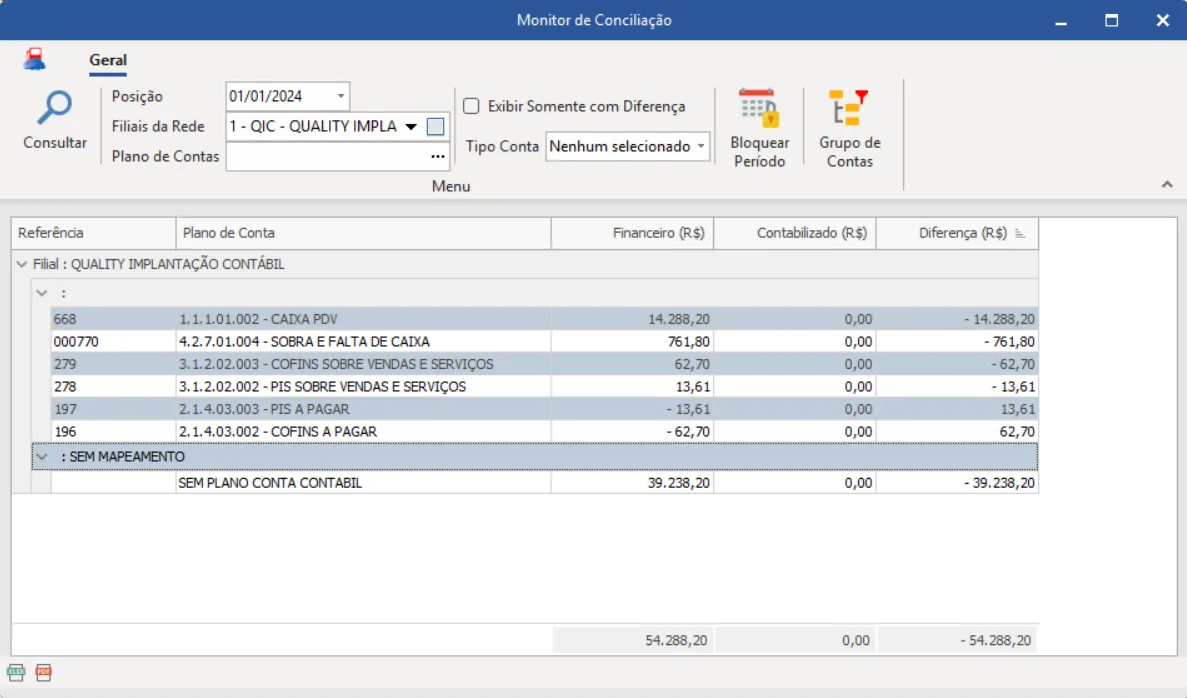 Monitor de Conciliação
Geral
Consultar
Posição 01/01/2024
Filiais da Rede 1 - QIC - QUALITY IMPLA
Plano de Contas ...
Exibir Somente com Diferença
Tipo Conta Nenhum selecionado
Bloquear
Período
Grupo de
Contas
Menu
Referência Plano de Conta Financeiro (R$) Contabilizado (R$) Diferença (R$)
Filial : QUALITY IMPLANTAÇÃO CONTÁBIL
:
668 1.1.1.01.002 - CAIXA PDV 14.288,20 0,00 - 14.288,20
000770 4.2.7.01.004 - SOBRA E FALTA DE CAIXA 761,80 0,00 - 761,80
279 3.1.2.02.003 - COFINS SOBRE VENDAS E SERVIÇOS 62,70 0,00 - 62,70
278 3.1.2.02.002 - PIS SOBRE VENDAS E SERVIÇOS 13,61 0,00 - 13,61
197 2.1.4.03.003 - PIS A PAGAR - 13,61 0,00 13,61
196 2.1.4.03.002 - COFINS A PAGAR - 62,70 0,00 62,70
: SEM MAPEAMENTO
SEM PLANO CONTA CONTABIL 39.238,20 0,00 - 39.238,20
54.288,20 0,00 - 54.288,20